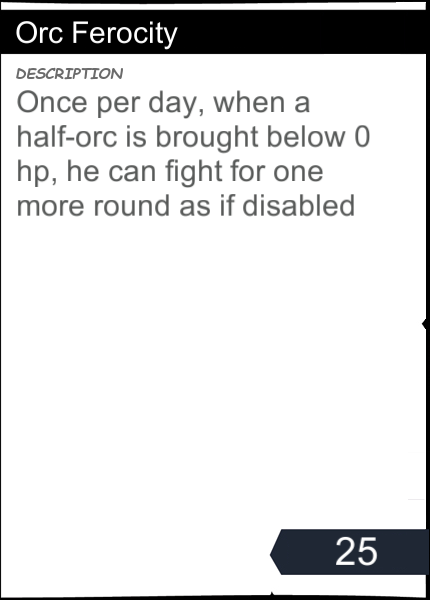 Orc Ferocity
DESCRIPTION
Once per day, when a
half-orc is brought below 0
hp, he can fight for one
more round as if disabled
25